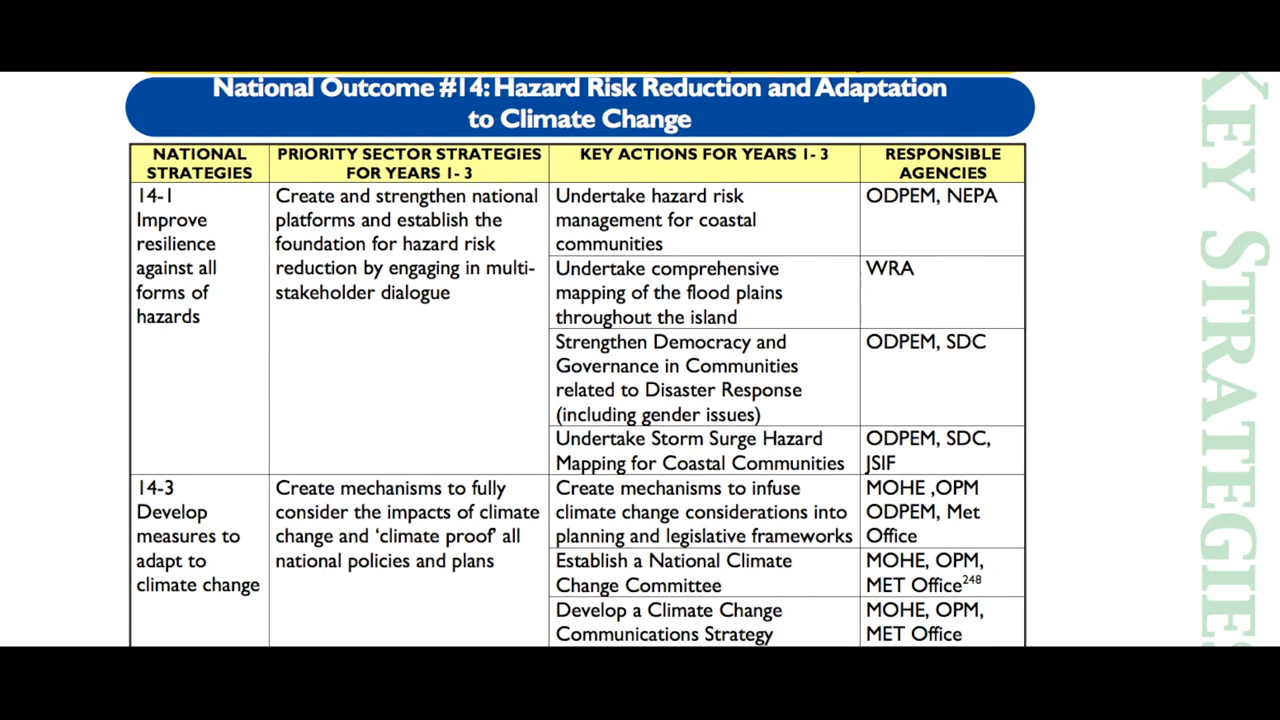 National Outcome #14: Hazard Risk Reduction and Adaptation
to Climate Change
NATIONAL
STRATEGIES
PRIORITY SECTOR STRATEGIES
FOR YEARS 1- 3
KEY ACTIONS FOR YEARS 1- 3
RESPONSIBLE
AGENCIES
14-1
Improve
resilience
against all
forms of
hazards
Create and strengthen national
platforms and establish the
foundation for hazard risk
reduction by engaging in multi-
stakeholder dialogue
Undertake hazard risk
management for coastal
communities
ODPEM, NEPA
Undertake comprehensive
mapping of the flood plains
throughout the island
WRA
Strengthen Democracy and
Governance in Communities
related to Disaster Response
(including gender issues)
ODPEM, SDC
Undertake Storm Surge Hazard
Mapping for Coastal Communities
ODPEM, SDC,
JSIF
14-3
Develop
measures to
adapt to
climate change
Create mechanisms to fully
consider the impacts of climate
change and ‘climate proof’ all
national policies and plans
Create mechanisms to infuse
climate change considerations into
planning and legislative frameworks
MOHE ,OPM
ODPEM, Met
Office
Establish a National Climate
Change Committee
MOHE, OPM,
MET Office248
Develop a Climate Change
Communications Strategy
MOHE, OPM,
MET Office
KEY STRATEGIES